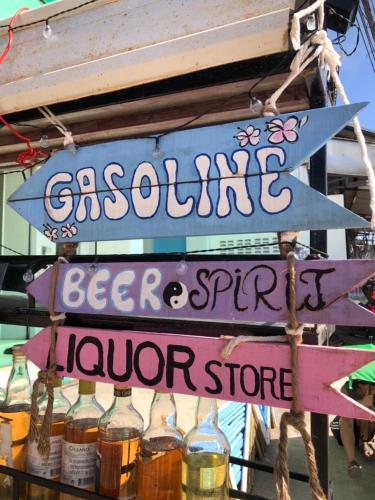 GASOLINE
BEER SPiRiT
LIQUOR STORE